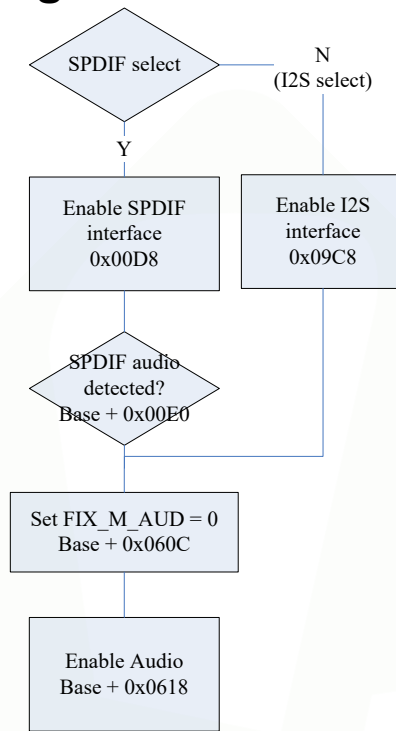 SPDIF select
N
(I2S select)
Y
Enable SPDIF
interface
0x00D8
Enable I2S
interface
0x09C8
SPDIF audio
detected?
Base + 0x00E0
Set FIX_M_AUD = 0
Base + 0x060C
Enable Audio
Base + 0x0618